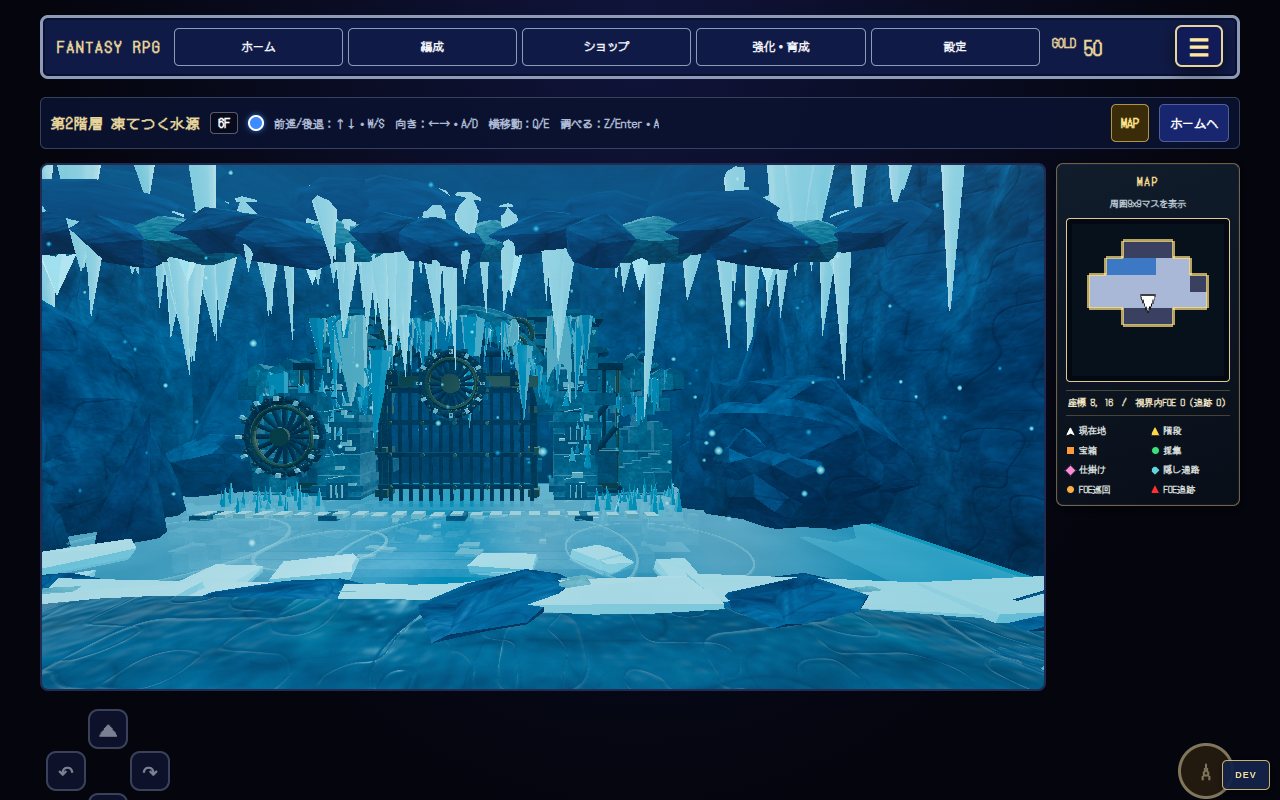 FANTASY RPG ホーム 編成 ショップ 強化・育成 設定 GOLD 50
第2階層 凍てつく水源 6F 前進/後退：↑↓・W/S 向き：←→・A/D 横移動：Q/E 調べる：Z/Enter・A MAP ホームへ
MAP
周囲9x9マスを表示
座標 8, 16 / 視界内FOE 0（追跡 0）
現在地 階段
宝箱 採集
仕掛け 隠し通路
FOE巡回 FOE追跡
A DEV